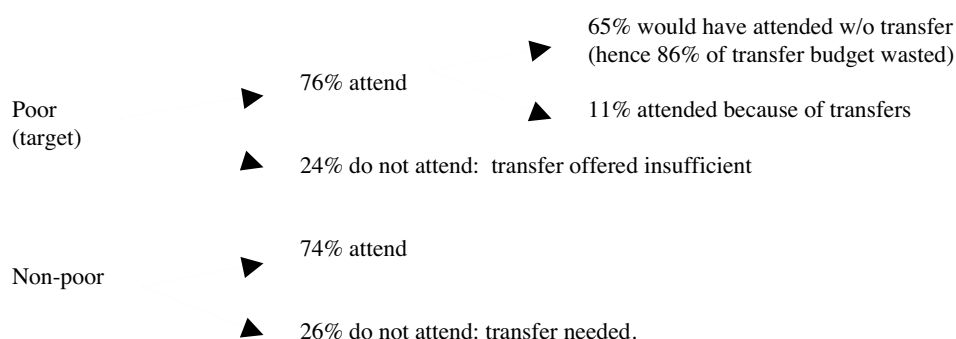 65% would have attended w/o transfer
(hence 86% of transfer budget wasted)
76% attend
Poor
(target)
11% attended because of transfers
24% do not attend:  transfer offered insufficient
74% attend
Non-poor
26% do not attend: transfer needed.